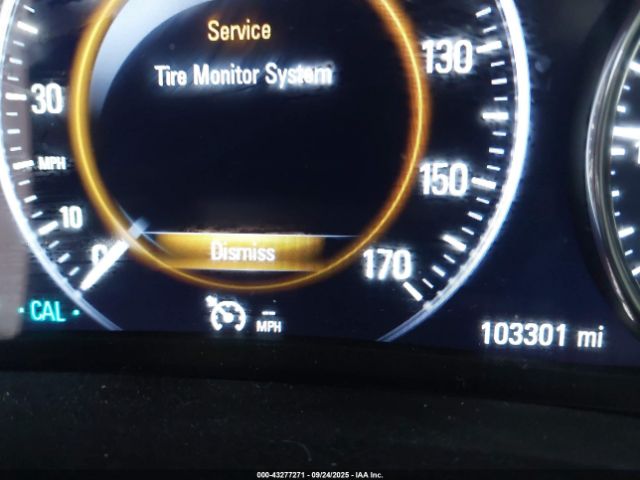 Service
Tire Monitor System
130
30
MPH
150
10
0
Dismiss
170
CAL
MPH
103301 mi
000-43277271 - 09/24/2025 - IAA Inc.